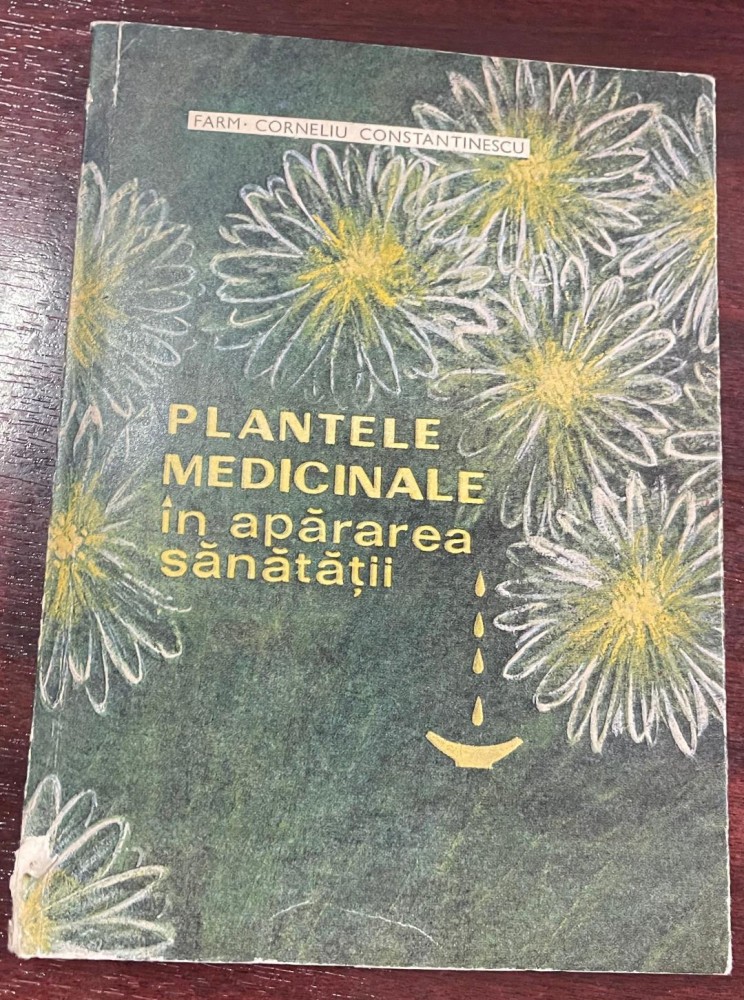 FARM. CORNELIU CONSTANTINESCU
PLANTELE
MEDICINALE
în apărarea
sănătății